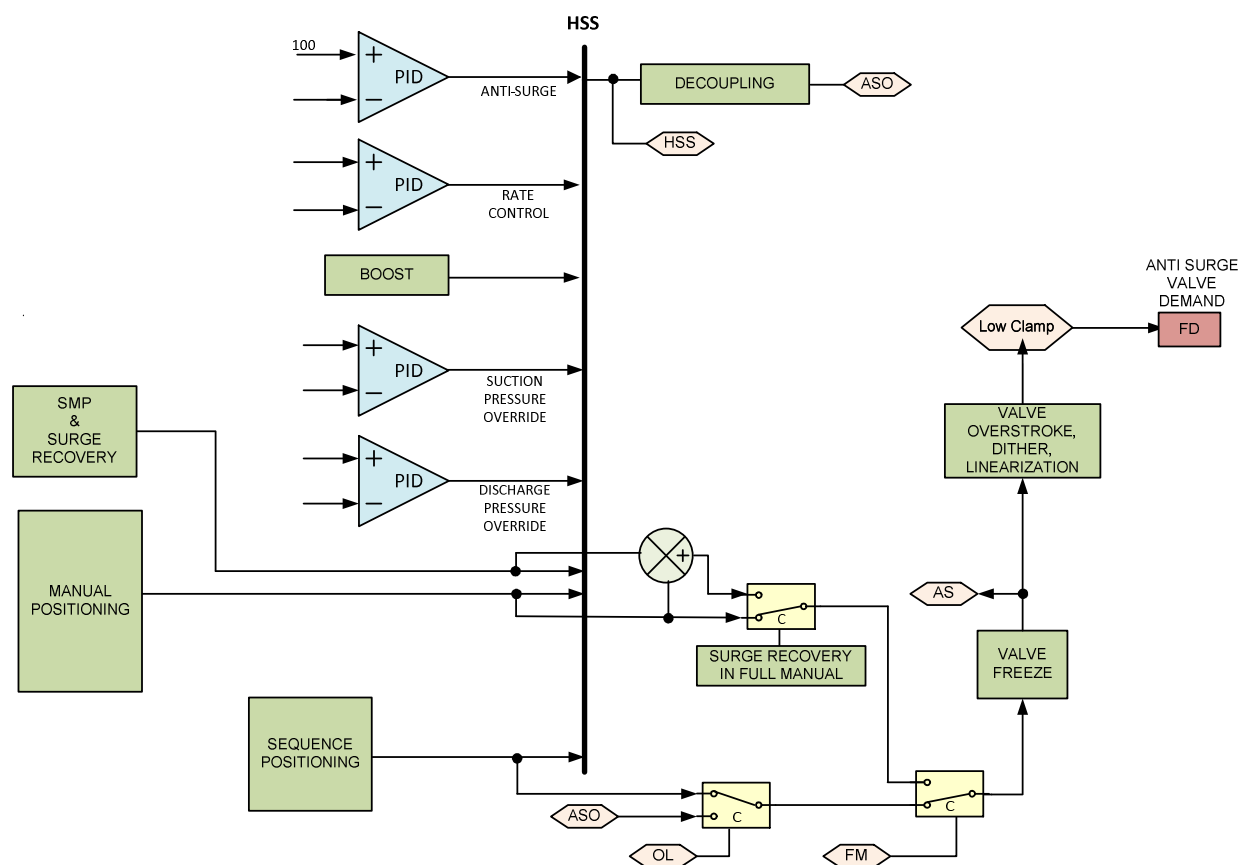 HSS
100
+
PID
−
ANTI-SURGE
DECOUPLING
ASO
HSS
+
PID
−
RATE
CONTROL
BOOST
+
PID
−
SUCTION
PRESSURE
OVERRIDE
SMP
&
SURGE
RECOVERY
+
PID
−
DISCHARGE
PRESSURE
OVERRIDE
MANUAL
POSITIONING
+
C
SURGE RECOVERY
IN FULL MANUAL
SEQUENCE
POSITIONING
ASO
C
OL
C
FM
VALVE
FREEZE
AS
VALVE
OVERSTROKE,
DITHER,
LINEARIZATION
Low Clamp
ANTI SURGE
VALVE
DEMAND
FD